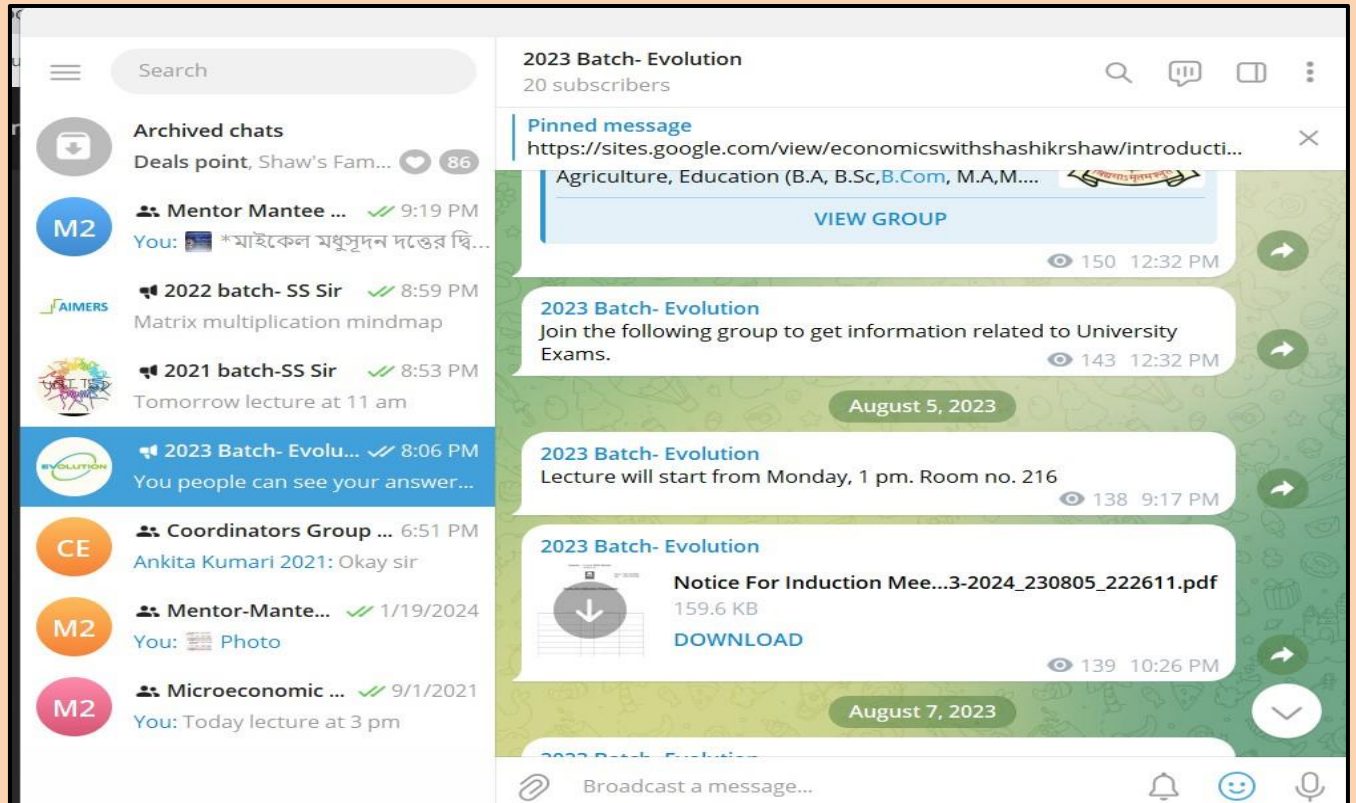 Search
Archived chats
Deals point, Shaw's Fam... 86
M2
Mentor Mantee ... 9:19 PM
You: *মাইকেল মধুসূদন দত্তের দ্বি...
AIMERS
2022 batch- SS Sir 8:59 PM
Matrix multiplication mindmap
2021 batch-SS Sir 8:53 PM
Tomorrow lecture at 11 am
EVOLUTION
2023 Batch- Evolu... 8:06 PM
You people can see your answer...
CE
Coordinators Group ... 6:51 PM
Ankita Kumari 2021: Okay sir
M2
Mentor-Mante... 1/19/2024
You: Photo
M2
Microeconomic ... 9/1/2021
You: Today lecture at 3 pm
2023 Batch- Evolution
20 subscribers
Pinned message
https://sites.google.com/view/economicswithshashikrshaw/introducti...
Agriculture, Education (B.A, B.Sc,B.Com, M.A,M....
VIEW GROUP
150 12:32 PM
2023 Batch- Evolution
Join the following group to get information related to University
Exams.
143 12:32 PM
August 5, 2023
2023 Batch- Evolution
Lecture will start from Monday, 1 pm. Room no. 216
138 9:17 PM
2023 Batch- Evolution
Notice For Induction Mee...3-2024_230805_222611.pdf
159.6 KB
DOWNLOAD
139 10:26 PM
August 7, 2023
2023 Batch- Evolution
Broadcast a message...